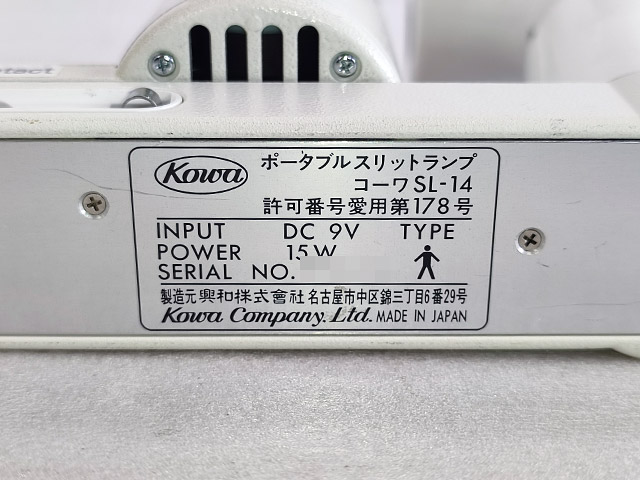 Kowa ポータブルスリットランプ
コーワ SL-14
許可番号愛用第178号
INPUT DC 9V TYPE
POWER 15W
SERIAL NO.
製造元 興和株式會社 名古屋市中区錦三丁目6番29号
Kowa Company, Ltd. MADE IN JAPAN